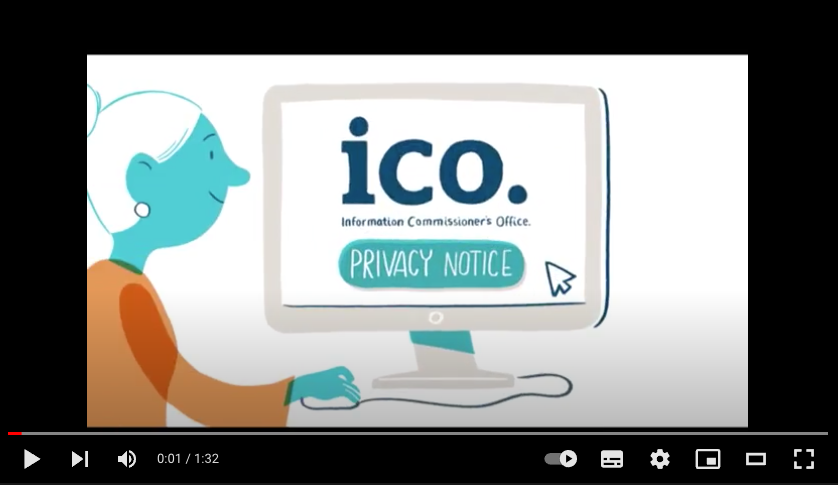 ico.
Information Commissioner's Office.
PRIVACY NOTICE
0:01 / 1:32